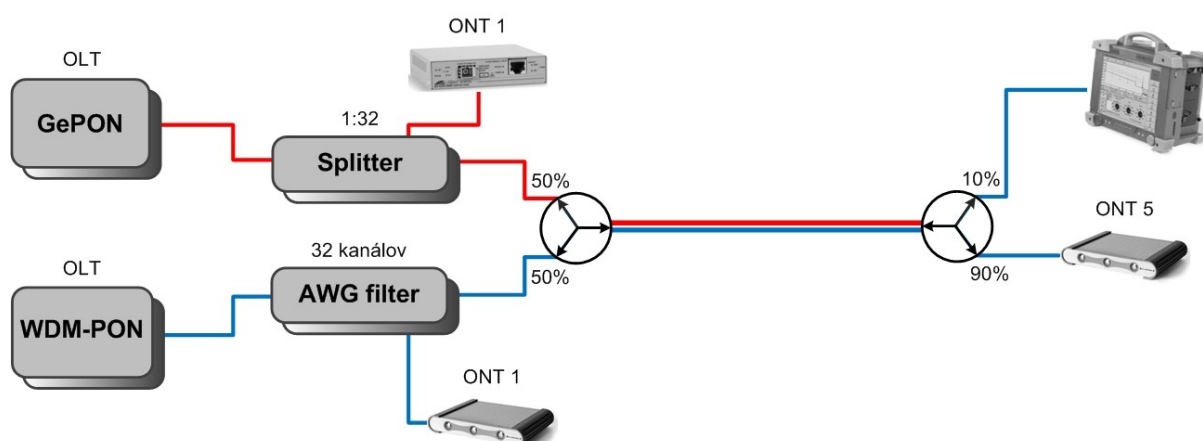 ONT 1
OLT
GePON
1:32
Splitter
50%
10%
ONT 5
32 kanálov
50%
90%
OLT
AWG filter
WDM-PON
ONT 1